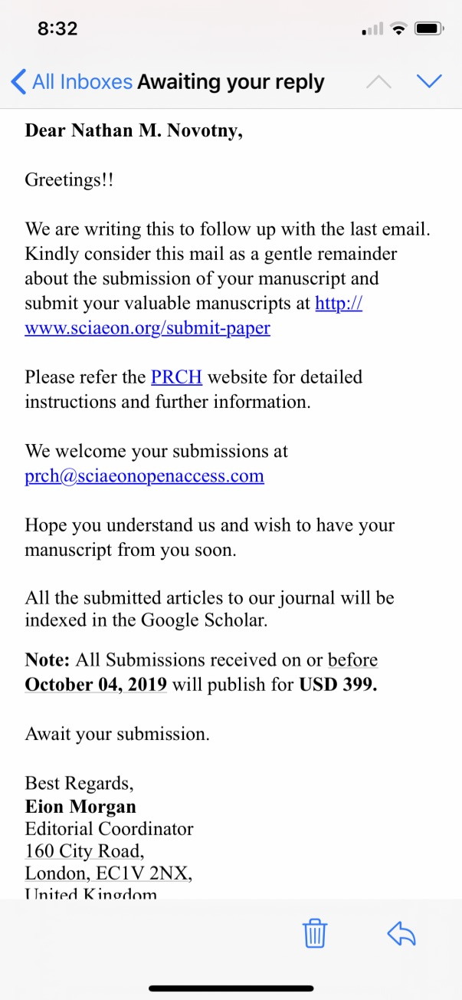 8:32
All Inboxes Awaiting your reply
Dear Nathan M. Novotny,
Greetings!!
We are writing this to follow up with the last email.
Kindly consider this mail as a gentle remainder
about the submission of your manuscript and
submit your valuable manuscripts at http://
www.sciaeon.org/submit-paper
Please refer the PRCH website for detailed
instructions and further information.
We welcome your submissions at
prch@sciaeonopenaccess.com
Hope you understand us and wish to have your
manuscript from you soon.
All the submitted articles to our journal will be
indexed in the Google Scholar.
Note: All Submissions received on or before
October 04, 2019 will publish for USD 399.
Await your submission.
Best Regards,
Eion Morgan
Editorial Coordinator
160 City Road,
London, EC1V 2NX,
United Kingdom